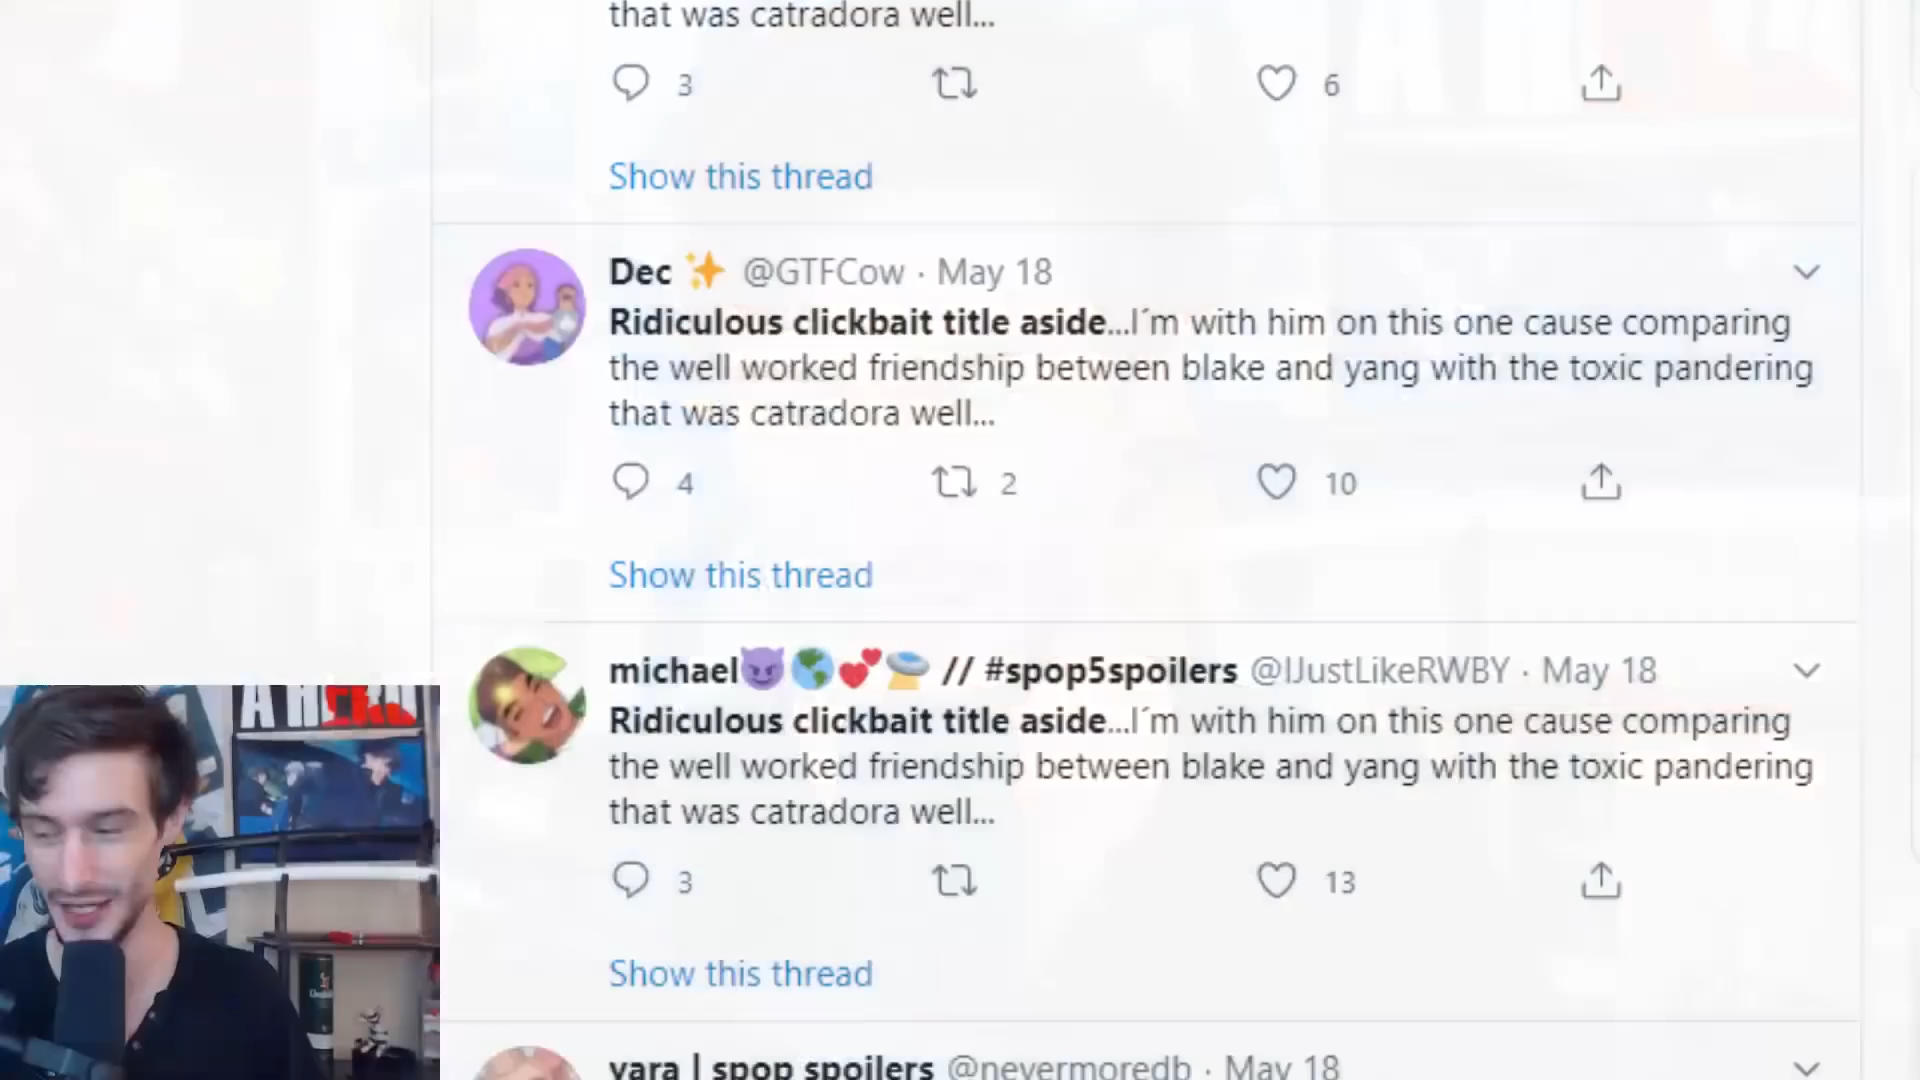 that was catradora well...
3 6
Show this thread
Dec ✨ @GTFCow · May 18
Ridiculous clickbait title aside...I´m with him on this one cause comparing
the well worked friendship between blake and yang with the toxic pandering
that was catradora well...
4 2 10
Show this thread
michael😈🌎💕🛸 // #spop5spoilers @IJustLikeRWBY · May 18
Ridiculous clickbait title aside...I´m with him on this one cause comparing
the well worked friendship between blake and yang with the toxic pandering
that was catradora well...
3 13
Show this thread
yara | spop spoilers @nevermoredb · May 18
A HERO